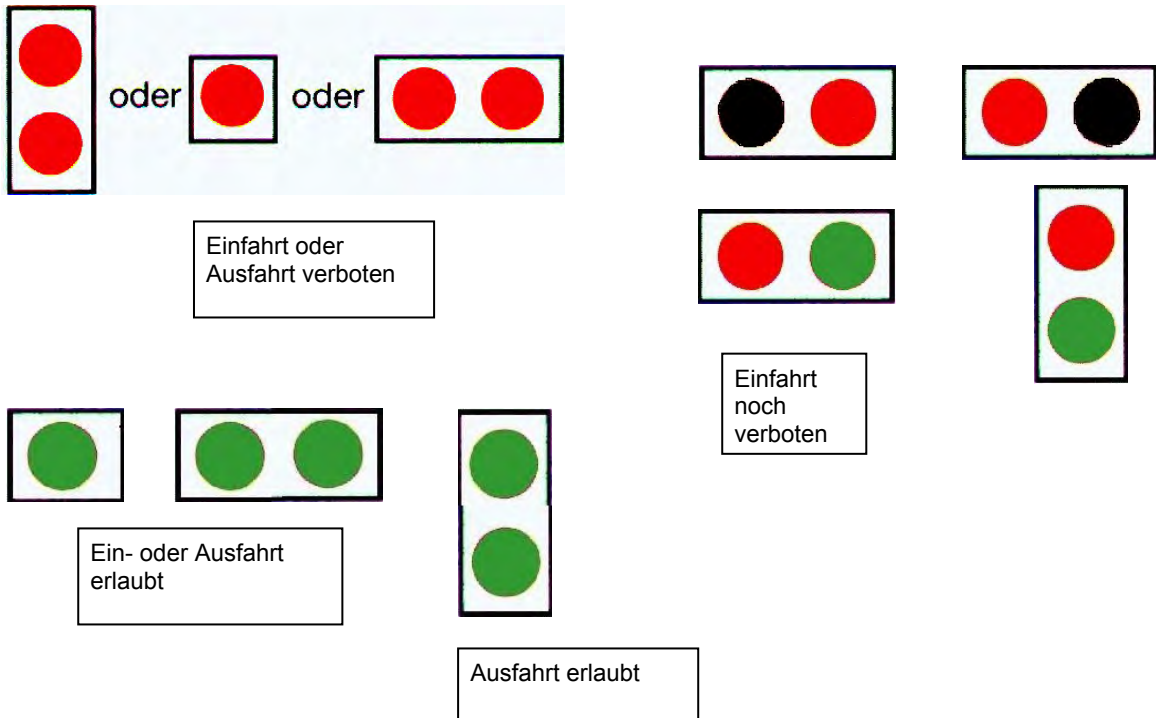 oder oder
Einfahrt oder
Ausfahrt verboten
Einfahrt
noch
verboten
Ein- oder Ausfahrt
erlaubt
Ausfahrt erlaubt